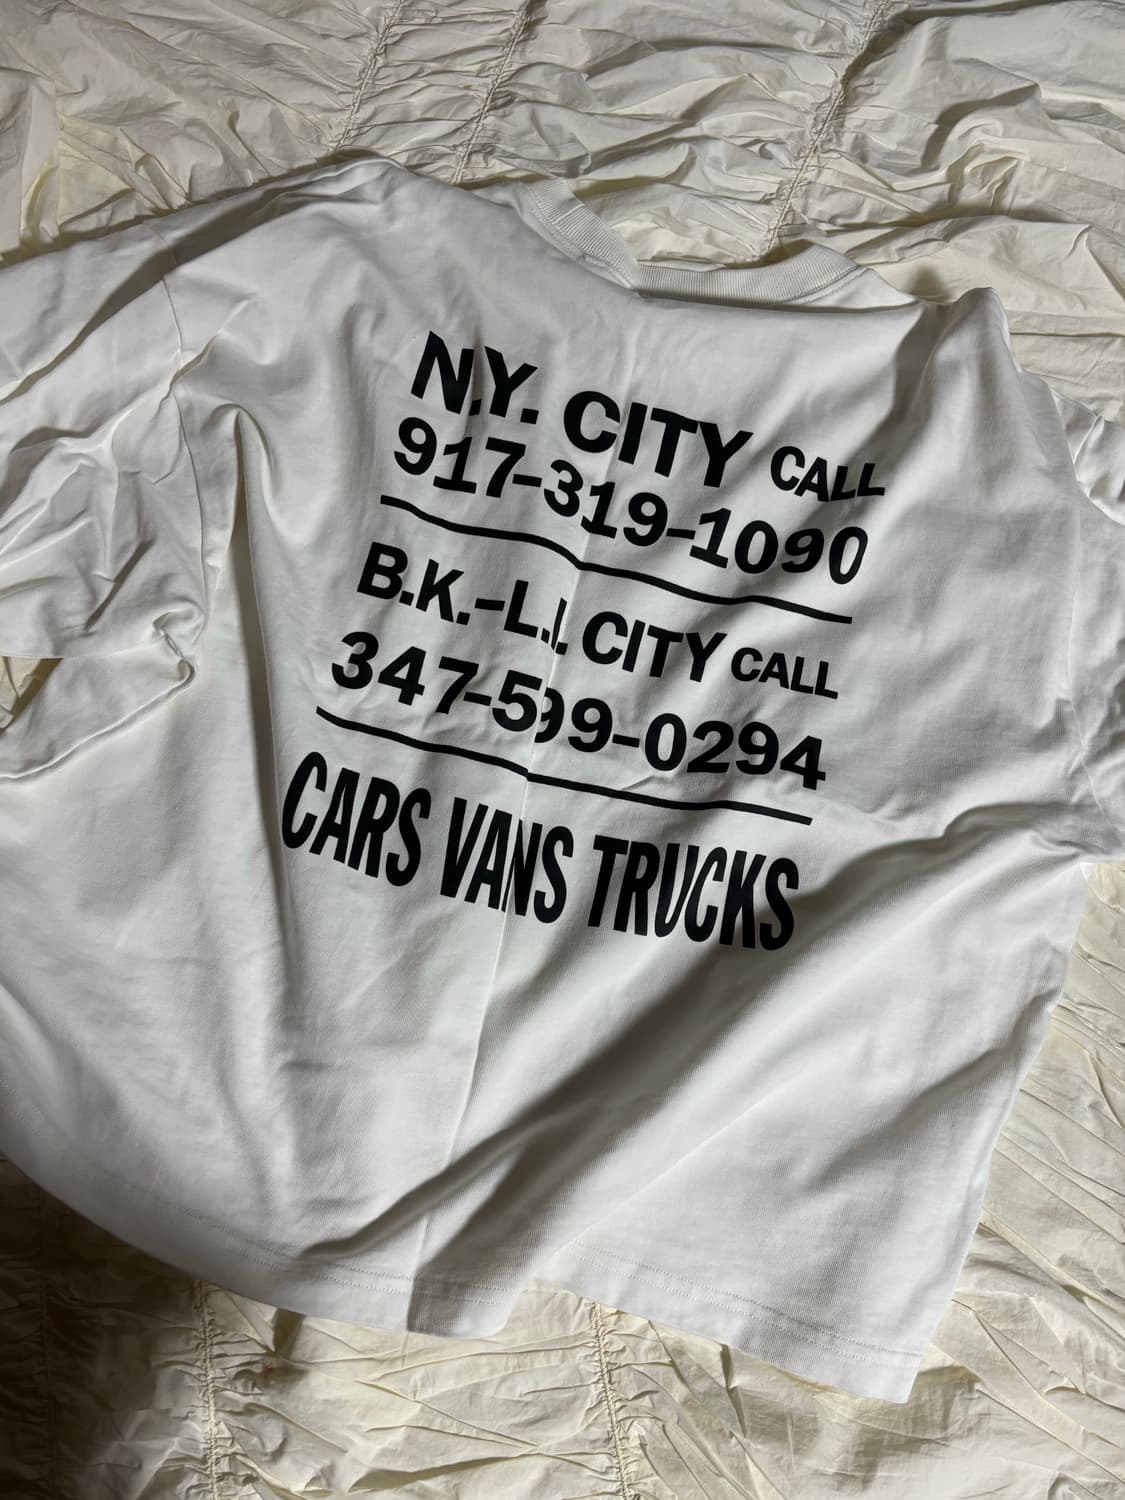 N.Y. CITY CALL
917-319-1090
B.K.-L.I. CITY CALL
347-599-0294
CARS VANS TRUCKS